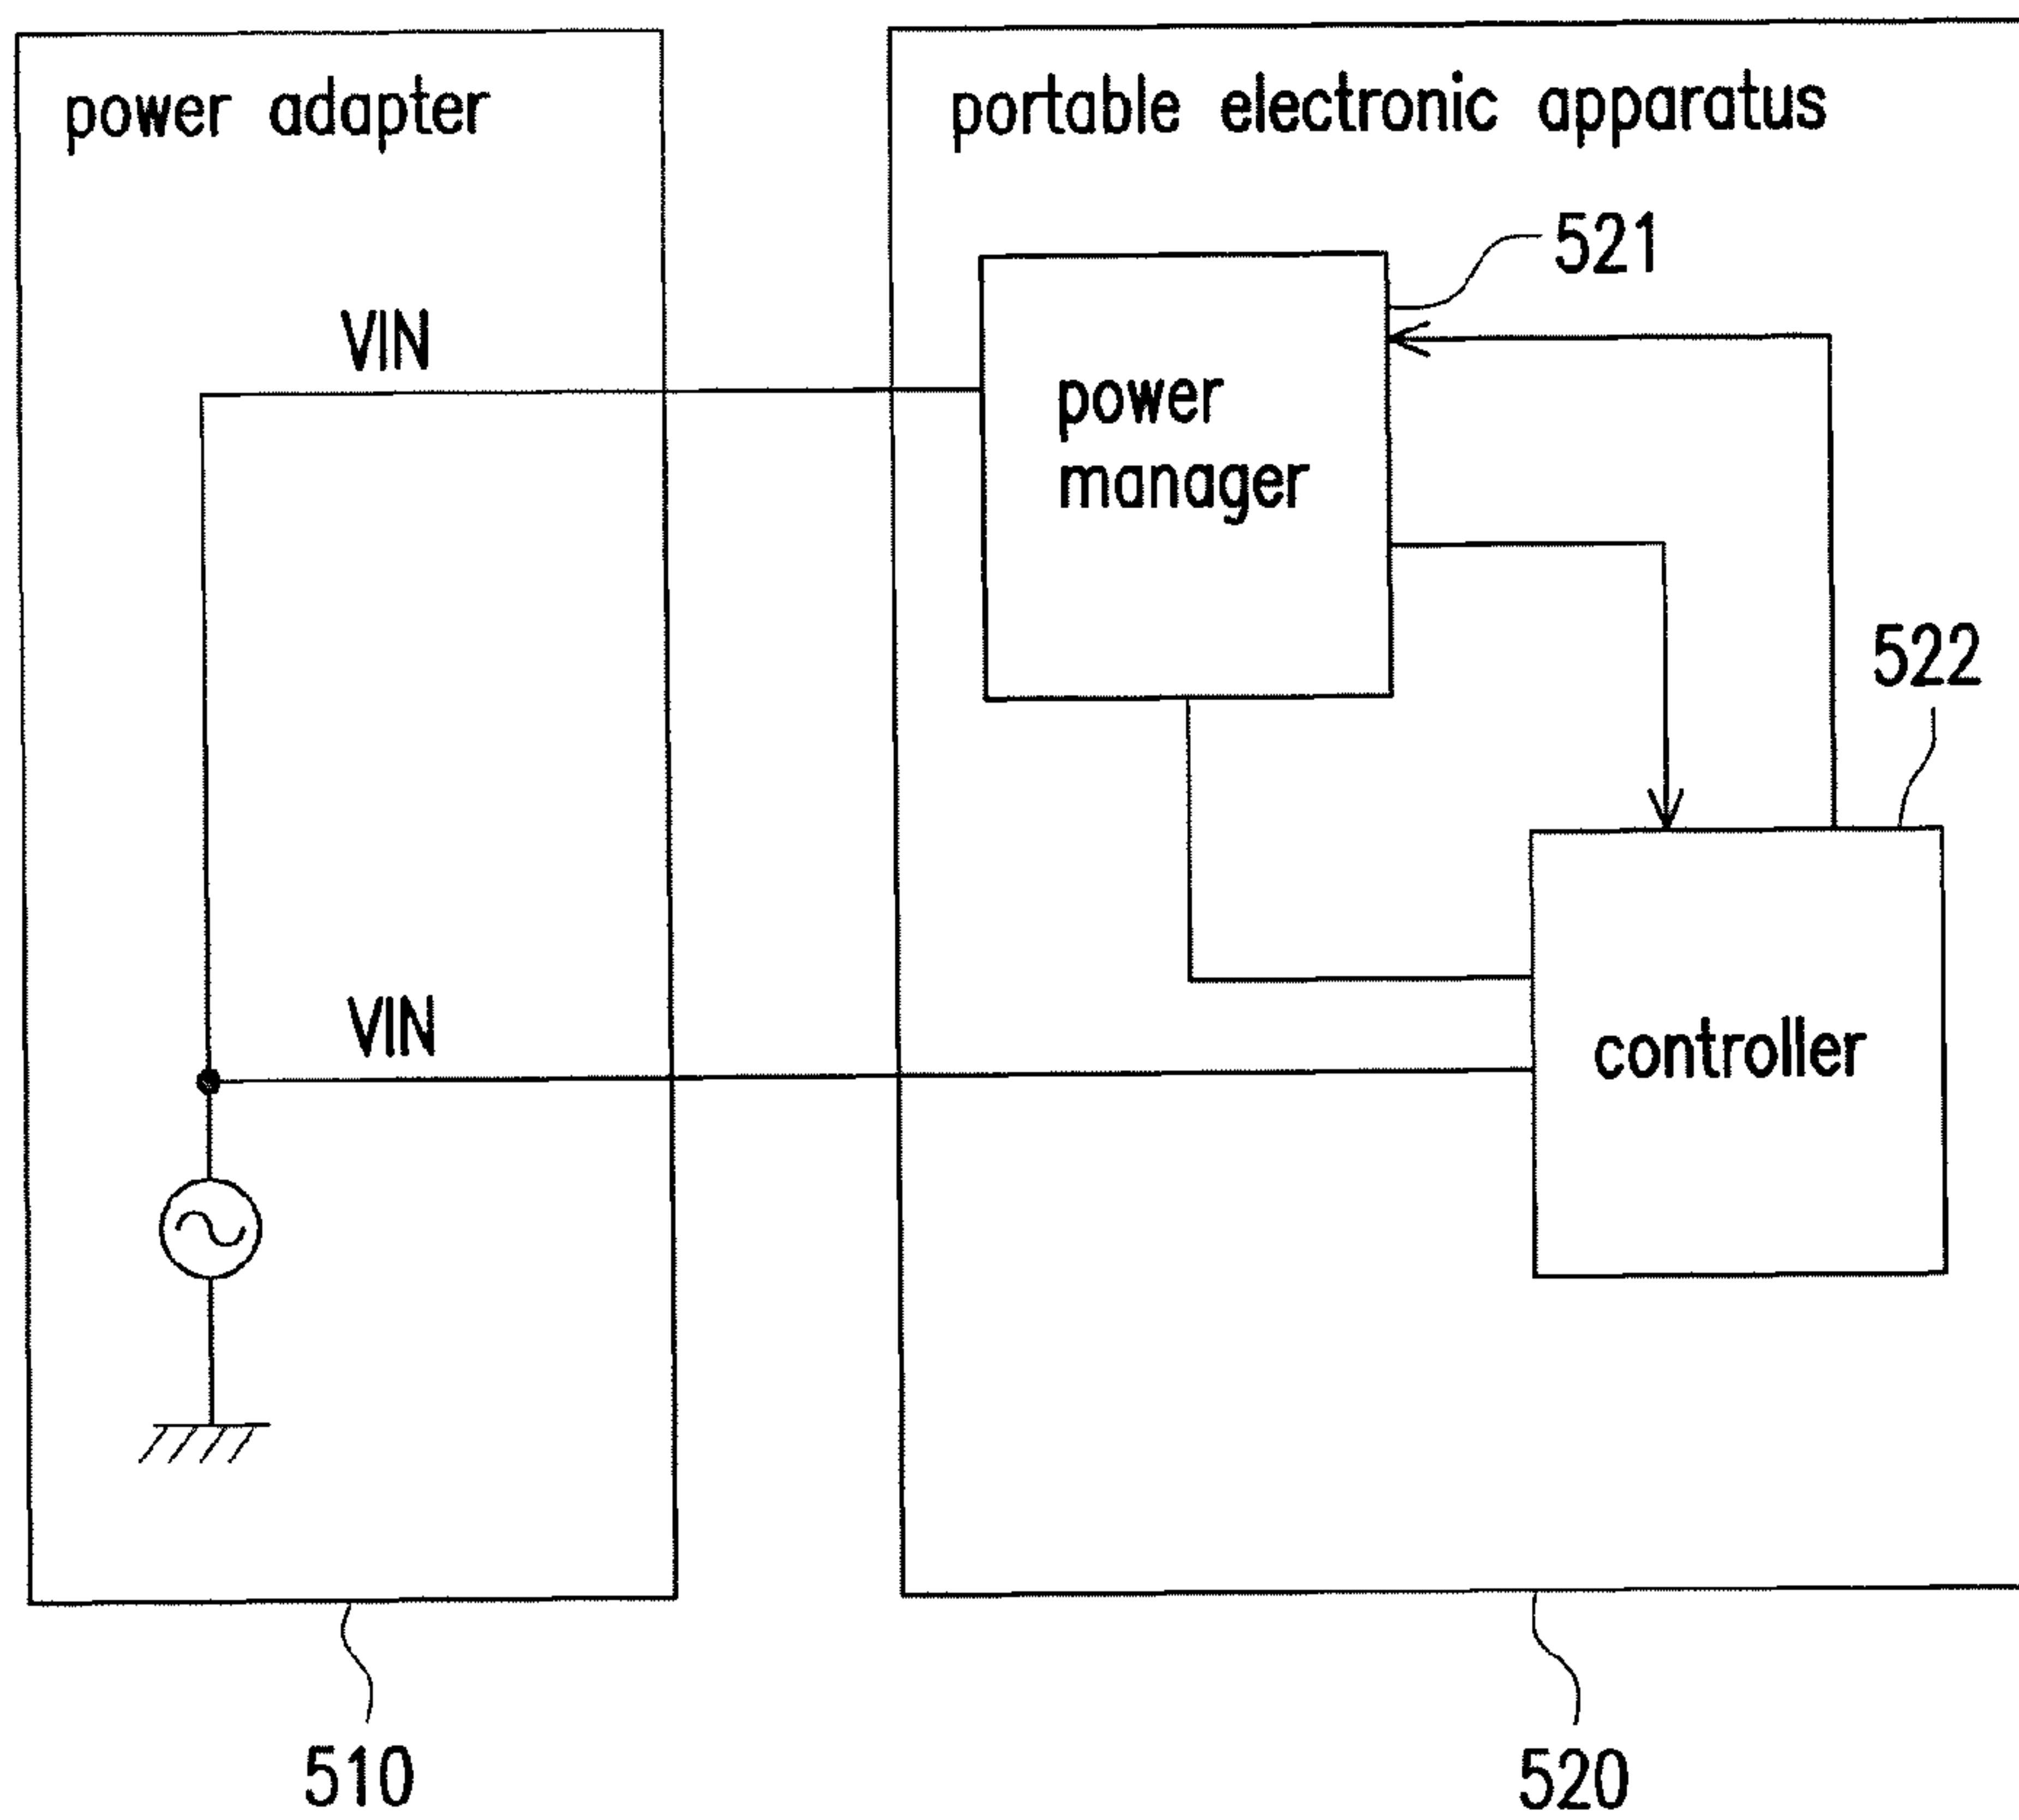 power adapter
portable electronic apparatus
521
VIN
power
manager
522
VIN
controller
510
520